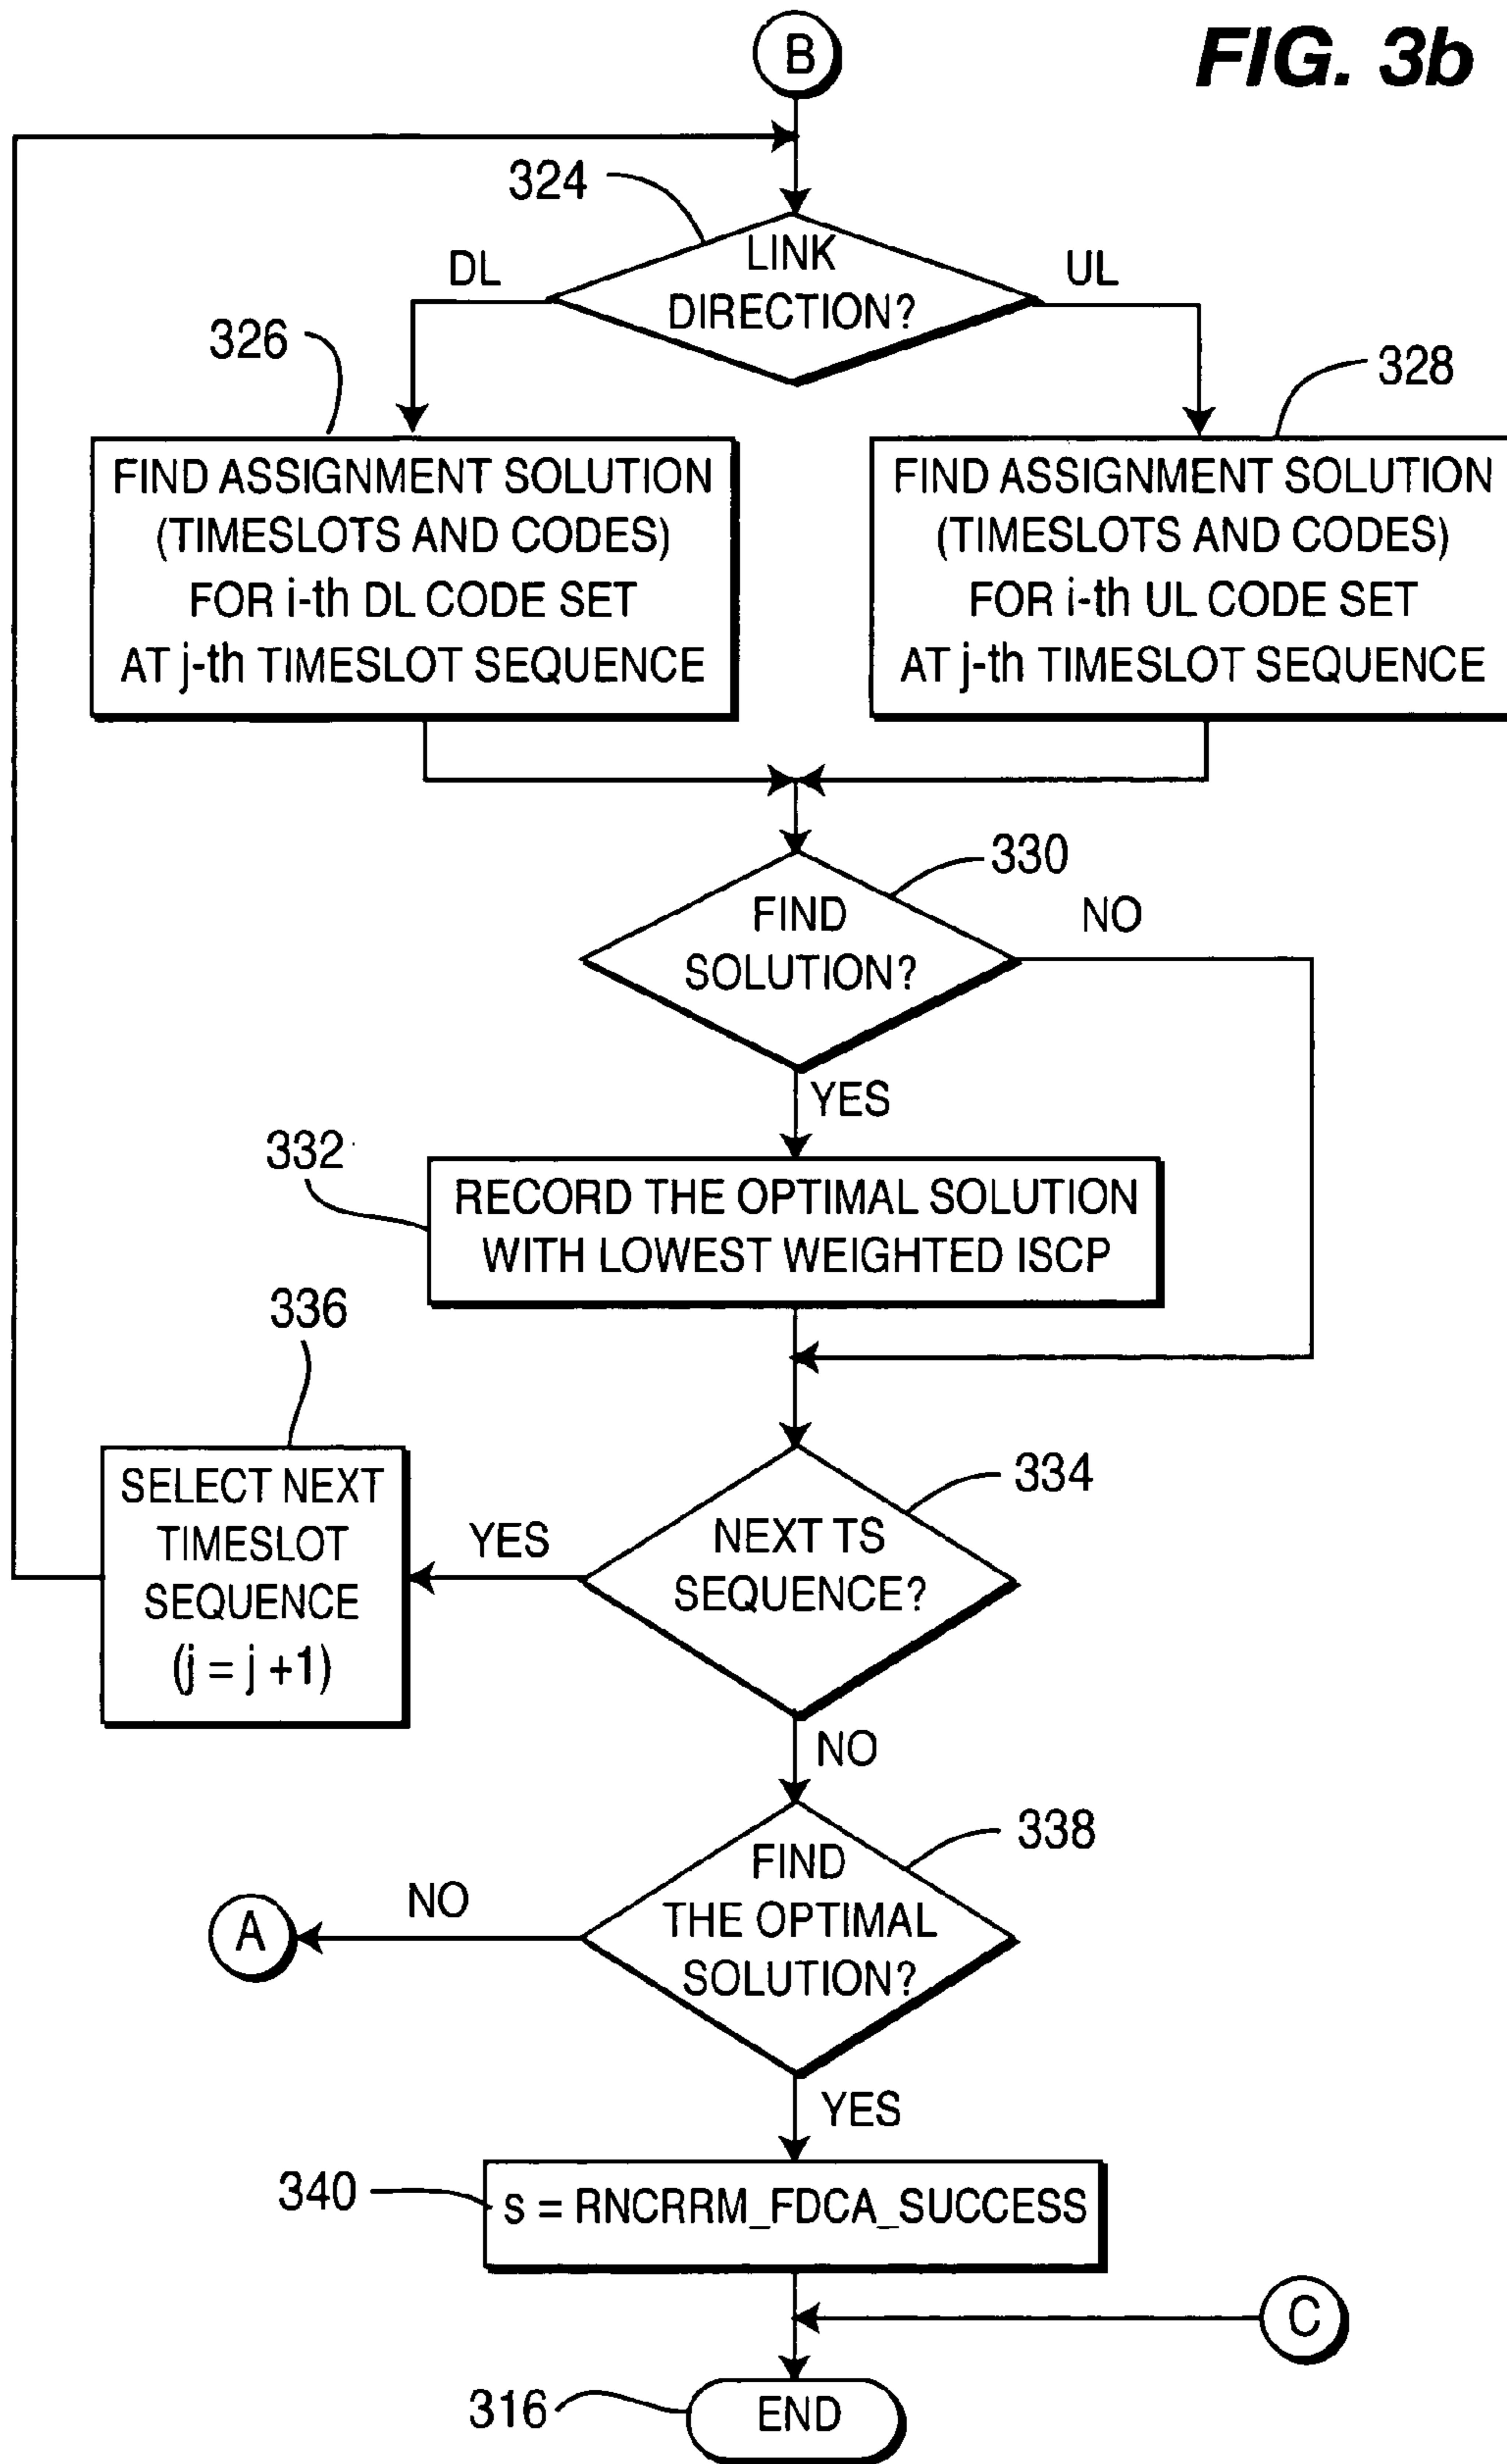 FIG. 3b
B
324
LINK
DIRECTION?
DL
UL
326
328
FIND ASSIGNMENT SOLUTION
(TIMESLOTS AND CODES)
FOR i-th DL CODE SET
AT j-th TIMESLOT SEQUENCE
FIND ASSIGNMENT SOLUTION
(TIMESLOTS AND CODES)
FOR i-th UL CODE SET
AT j-th TIMESLOT SEQUENCE
330
FIND
SOLUTION?
NO
YES
332
RECORD THE OPTIMAL SOLUTION
WITH LOWEST WEIGHTED ISCP
336
SELECT NEXT
TIMESLOT
SEQUENCE
(j = j +1)
YES
334
NEXT TS
SEQUENCE?
NO
338
FIND
THE OPTIMAL
SOLUTION?
NO
A
YES
340
s = RNCRRM_FDCA_SUCCESS
C
316
END